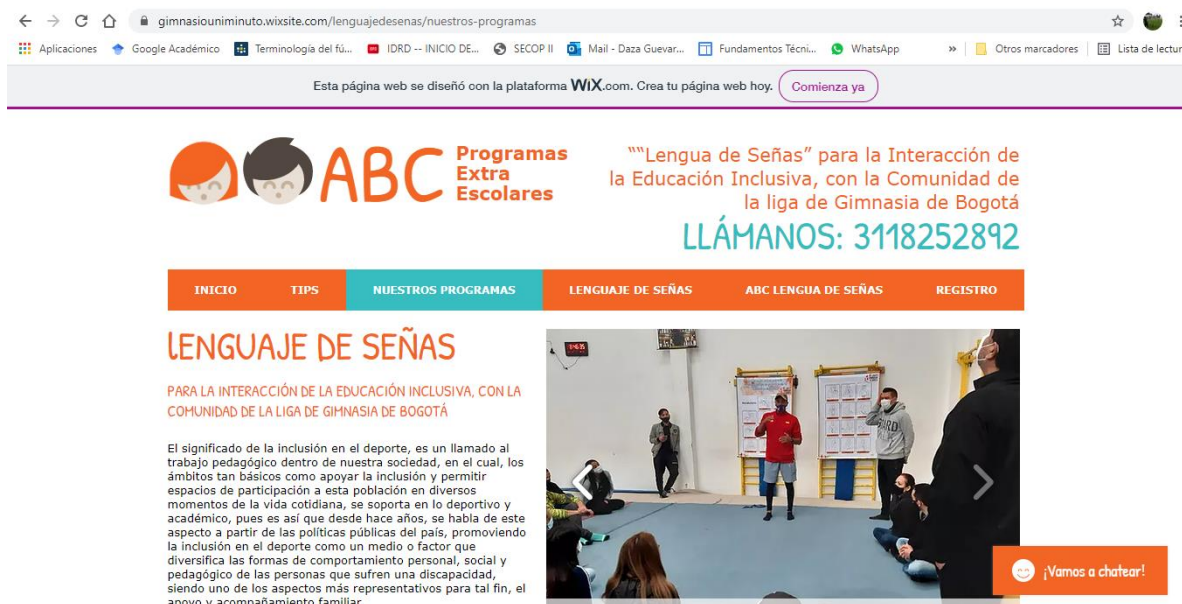 gimnasiouniminuto.wixsite.com/lenguajedesenas/nuestros-programas
Aplicaciones Google Académico Terminología del fú... IDRD -- INICIO DE... SECOP II Mail - Daza Guevar... Fundamentos Técni... WhatsApp » Otros marcadores Lista de lectur
Esta página web se diseñó con la plataforma WiX.com. Crea tu página web hoy. Comienza ya
ABC
Programas
Extra
Escolares
""Lengua de Señas" para la Interacción de
la Educación Inclusiva, con la Comunidad de
la liga de Gimnasia de Bogotá
LLÁMANOS: 3118252892
INICIO TIPS NUESTROS PROGRAMAS LENGUAJE DE SEÑAS ABC LENGUA DE SEÑAS REGISTRO
LENGUAJE DE SEÑAS
PARA LA INTERACCIÓN DE LA EDUCACIÓN INCLUSIVA, CON LA
COMUNIDAD DE LA LIGA DE GIMNASIA DE BOGOTÁ
El significado de la inclusión en el deporte, es un llamado al
trabajo pedagógico dentro de nuestra sociedad, en el cual, los
ámbitos tan básicos como apoyar la inclusión y permitir
espacios de participación a esta población en diversos
momentos de la vida cotidiana, se soporta en lo deportivo y
académico, pues es así que desde hace años, se habla de este
aspecto a partir de las políticas públicas del país, promoviendo
la inclusión en el deporte como un medio o factor que
diversifica las formas de comportamiento personal, social y
pedagógico de las personas que sufren una discapacidad,
siendo uno de los aspectos más representativos para tal fin, el
apoyo y acompañamiento familiar.
¡Vamos a chatear!